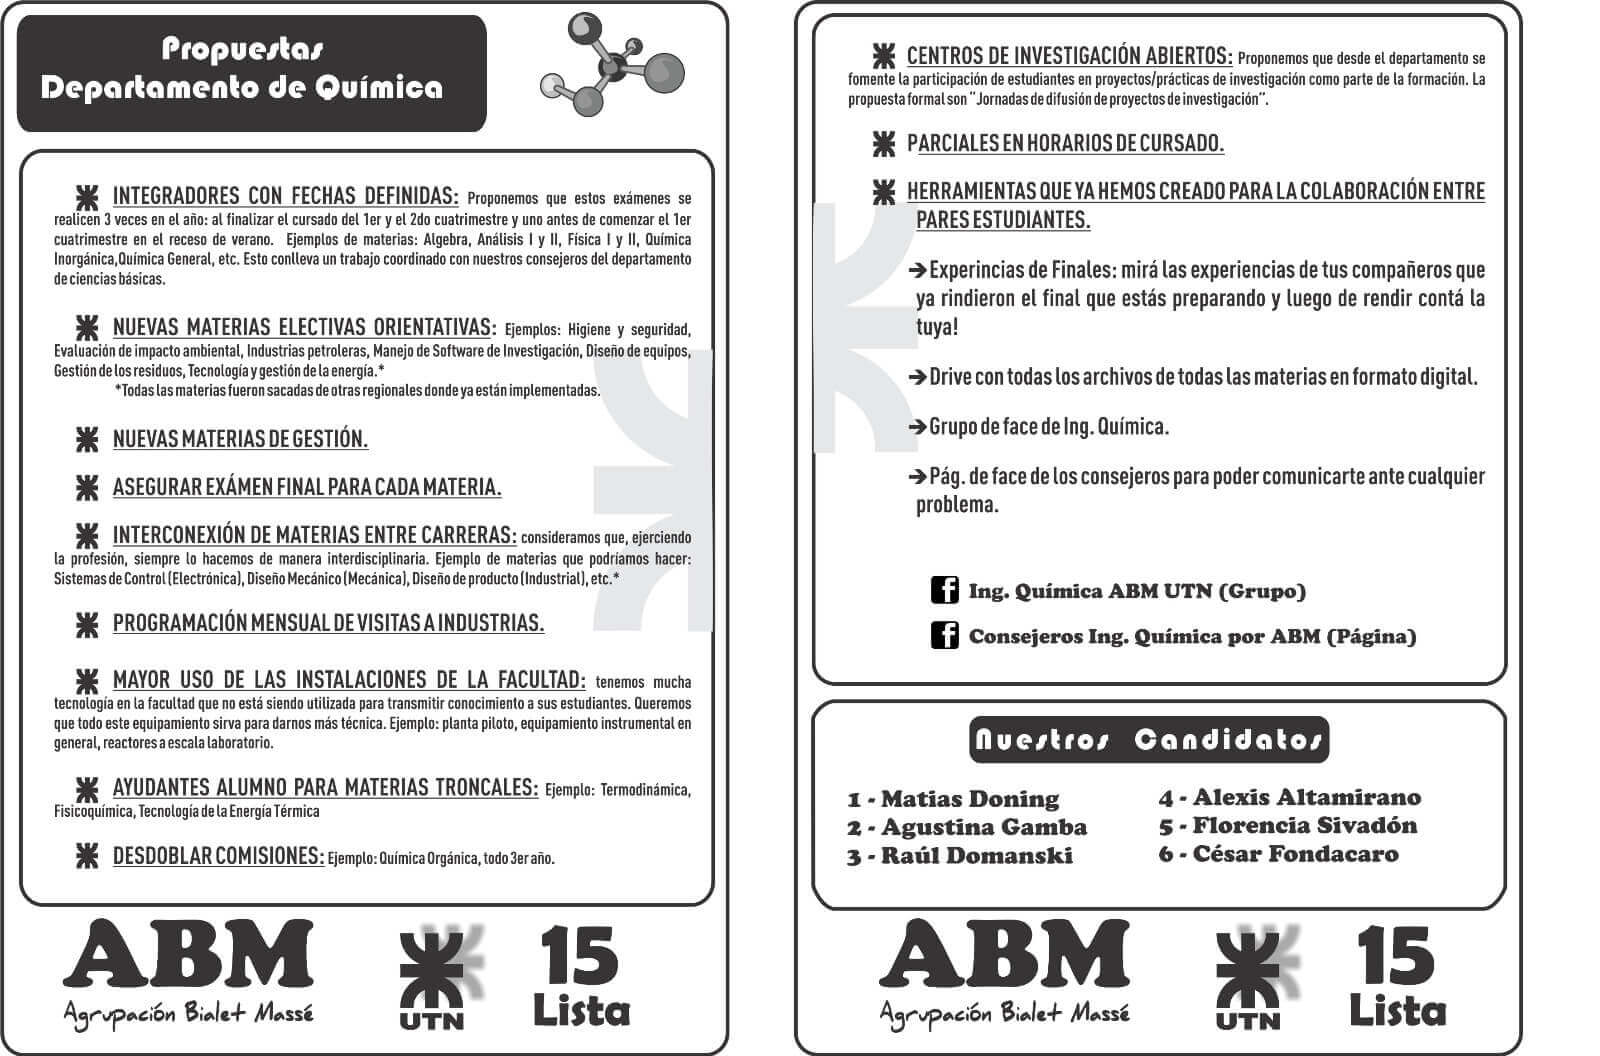 Propuestas
Departamento de Química
INTEGRADORES CON FECHAS DEFINIDAS: Proponemos que estos exámenes se
realicen 3 veces en el año: al finalizar el cursado del 1er y el 2do cuatrimestre y uno antes de comenzar el 1er
cuatrimestre en el receso de verano. Ejemplos de materias: Algebra, Análisis I y II, Física I y II, Química
Inorgánica,Química General, etc. Esto conlleva un trabajo coordinado con nuestros consejeros del departamento
de ciencias básicas.
NUEVAS MATERIAS ELECTIVAS ORIENTATIVAS: Ejemplos: Higiene y seguridad,
Evaluación de impacto ambiental, Industrias petroleras, Manejo de Software de Investigación, Diseño de equipos,
Gestión de los residuos, Tecnología y gestión de la energía.*
*Todas las materias fueron sacadas de otras regionales donde ya están implementadas.
NUEVAS MATERIAS DE GESTIÓN.
ASEGURAR EXÁMEN FINAL PARA CADA MATERIA.
INTERCONEXIÓN DE MATERIAS ENTRE CARRERAS: consideramos que, ejerciendo
la profesión, siempre lo hacemos de manera interdisciplinaria. Ejemplo de materias que podríamos hacer:
Sistemas de Control (Electrónica), Diseño Mecánico (Mecánica), Diseño de producto (Industrial), etc.*
PROGRAMACIÓN MENSUAL DE VISITAS A INDUSTRIAS.
MAYOR USO DE LAS INSTALACIONES DE LA FACULTAD: tenemos mucha
tecnología en la facultad que no está siendo utilizada para transmitir conocimiento a sus estudiantes. Queremos
que todo este equipamiento sirva para darnos más técnica. Ejemplo: planta piloto, equipamiento instrumental en
general, reactores a escala laboratorio.
AYUDANTES ALUMNO PARA MATERIAS TRONCALES: Ejemplo: Termodinámica,
Fisicoquímica, Tecnología de la Energía Térmica
DESDOBLAR COMISIONES: Ejemplo: Química Orgánica, todo 3er año.
ABM
Agrupación Bialet Massé
UTN
15
Lista
CENTROS DE INVESTIGACIÓN ABIERTOS: Proponemos que desde el departamento se
fomente la participación de estudiantes en proyectos/prácticas de investigación como parte de la formación. La
propuesta formal son "Jornadas de difusión de proyectos de investigación".
PARCIALES EN HORARIOS DE CURSADO.
HERRAMIENTAS QUE YA HEMOS CREADO PARA LA COLABORACIÓN ENTRE
PARES ESTUDIANTES.
➔Experincias de Finales: mirá las experiencias de tus compañeros que
ya rindieron el final que estás preparando y luego de rendir contá la
tuya!
➔Drive con todas los archivos de todas las materias en formato digital.
➔Grupo de face de Ing. Química.
➔Pág. de face de los consejeros para poder comunicarte ante cualquier
problema.
Ing. Química ABM UTN (Grupo)
Consejeros Ing. Química por ABM (Página)
Nuestros Candidatos
1 - Matias Doning
2 - Agustina Gamba
3 - Raúl Domanski
4 - Alexis Altamirano
5 - Florencia Sivadón
6 - César Fondacaro
ABM
Agrupación Bialet Massé
UTN
15
Lista